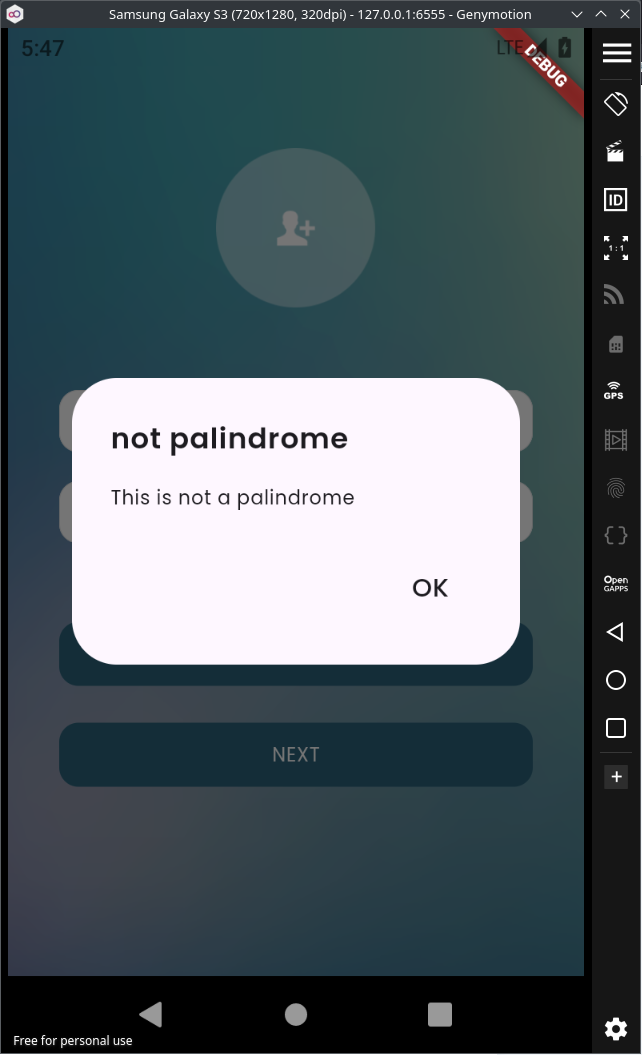 Samsung Galaxy S3 (720x1280, 320dpi) - 127.0.0.1:6555 - Genymotion
5:47
LTE
DEBUG
ID
1:1
GPS
not palindrome
This is not a palindrome
OK
Open
GAPPS
NEXT
Free for personal use